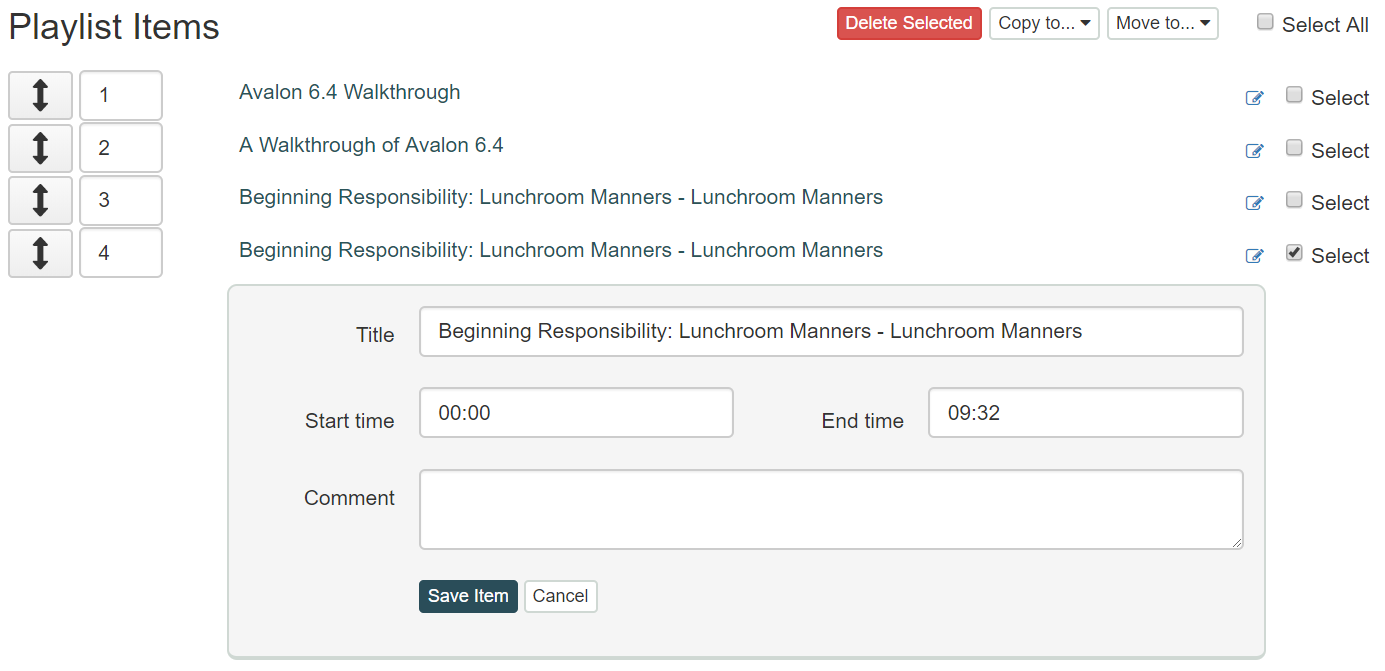 Playlist Items
Delete Selected Copy to... Move to... Select All
1 Avalon 6.4 Walkthrough Select
2 A Walkthrough of Avalon 6.4 Select
3 Beginning Responsibility: Lunchroom Manners - Lunchroom Manners Select
4 Beginning Responsibility: Lunchroom Manners - Lunchroom Manners Select
Title Beginning Responsibility: Lunchroom Manners - Lunchroom Manners
Start time 00:00 End time 09:32
Comment
Save Item Cancel